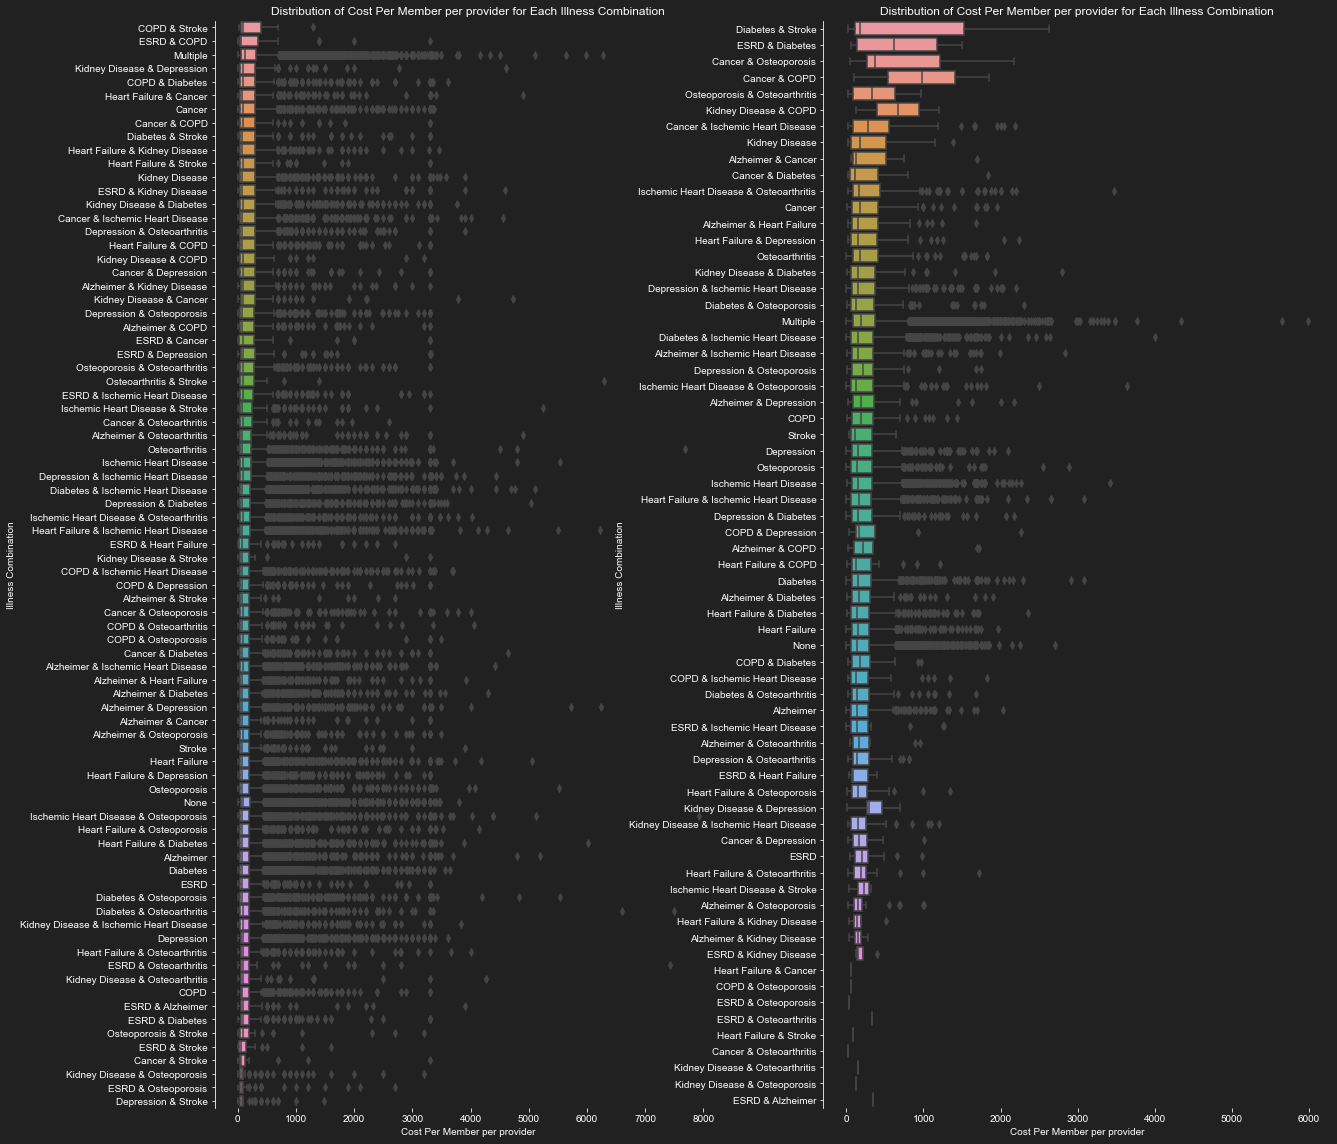 Distribution of Cost Per Member per provider for Each Illness Combination
Illness Combination
COPD & Stroke
ESRD & COPD
Multiple
Kidney Disease & Depression
COPD & Diabetes
Heart Failure & Cancer
Cancer
Cancer & COPD
Diabetes & Stroke
Heart Failure & Kidney Disease
Heart Failure & Stroke
Kidney Disease
ESRD & Kidney Disease
Kidney Disease & Diabetes
Cancer & Ischemic Heart Disease
Depression & Osteoarthritis
Heart Failure & COPD
Kidney Disease & COPD
Cancer & Depression
Alzheimer & Kidney Disease
Kidney Disease & Cancer
Depression & Osteoporosis
Alzheimer & COPD
ESRD & Cancer
ESRD & Depression
Osteoporosis & Osteoarthritis
Osteoarthritis & Stroke
ESRD & Ischemic Heart Disease
Ischemic Heart Disease & Stroke
Cancer & Osteoarthritis
Alzheimer & Osteoarthritis
Osteoarthritis
Ischemic Heart Disease
Depression & Ischemic Heart Disease
Diabetes & Ischemic Heart Disease
Depression & Diabetes
Ischemic Heart Disease & Osteoarthritis
Heart Failure & Ischemic Heart Disease
ESRD & Heart Failure
Kidney Disease & Stroke
COPD & Ischemic Heart Disease
COPD & Depression
Alzheimer & Stroke
Cancer & Osteoporosis
COPD & Osteoarthritis
COPD & Osteoporosis
Cancer & Diabetes
Alzheimer & Ischemic Heart Disease
Alzheimer & Heart Failure
Alzheimer & Diabetes
Alzheimer & Depression
Alzheimer & Cancer
Alzheimer & Osteoporosis
Stroke
Heart Failure
Heart Failure & Depression
Osteoporosis
None
Ischemic Heart Disease & Osteoporosis
Heart Failure & Osteoporosis
Heart Failure & Diabetes
Alzheimer
Diabetes
ESRD
Diabetes & Osteoporosis
Diabetes & Osteoarthritis
Kidney Disease & Ischemic Heart Disease
Depression
Heart Failure & Osteoarthritis
ESRD & Osteoarthritis
Kidney Disease & Osteoarthritis
COPD
ESRD & Alzheimer
ESRD & Diabetes
Osteoporosis & Stroke
ESRD & Stroke
Cancer & Stroke
Kidney Disease & Osteoporosis
ESRD & Osteoporosis
Depression & Stroke
0 1000 2000 3000 4000 5000 6000 7000 8000
Cost Per Member per provider
Distribution of Cost Per Member per provider for Each Illness Combination
Illness Combination
Diabetes & Stroke
ESRD & Diabetes
Cancer & Osteoporosis
Cancer & COPD
Osteoporosis & Osteoarthritis
Kidney Disease & COPD
Cancer & Ischemic Heart Disease
Kidney Disease
Alzheimer & Cancer
Cancer & Diabetes
Ischemic Heart Disease & Osteoarthritis
Cancer
Alzheimer & Heart Failure
Heart Failure & Depression
Osteoarthritis
Kidney Disease & Diabetes
Depression & Ischemic Heart Disease
Diabetes & Osteoporosis
Multiple
Diabetes & Ischemic Heart Disease
Alzheimer & Ischemic Heart Disease
Depression & Osteoporosis
Ischemic Heart Disease & Osteoporosis
Alzheimer & Depression
COPD
Stroke
Depression
Osteoporosis
Ischemic Heart Disease
Heart Failure & Ischemic Heart Disease
Depression & Diabetes
COPD & Depression
Alzheimer & COPD
Heart Failure & COPD
Diabetes
Alzheimer & Diabetes
Heart Failure & Diabetes
Heart Failure
None
COPD & Diabetes
COPD & Ischemic Heart Disease
Diabetes & Osteoarthritis
Alzheimer
ESRD & Ischemic Heart Disease
Alzheimer & Osteoarthritis
Depression & Osteoarthritis
ESRD & Heart Failure
Heart Failure & Osteoporosis
Kidney Disease & Depression
Kidney Disease & Ischemic Heart Disease
Cancer & Depression
ESRD
Heart Failure & Osteoarthritis
Ischemic Heart Disease & Stroke
Alzheimer & Osteoporosis
Heart Failure & Kidney Disease
Alzheimer & Kidney Disease
ESRD & Kidney Disease
Heart Failure & Cancer
COPD & Osteoporosis
ESRD & Osteoporosis
ESRD & Osteoarthritis
Heart Failure & Stroke
Cancer & Osteoarthritis
Kidney Disease & Osteoarthritis
Kidney Disease & Osteoporosis
ESRD & Alzheimer
0 1000 2000 3000 4000 5000 6000
Cost Per Member per provider